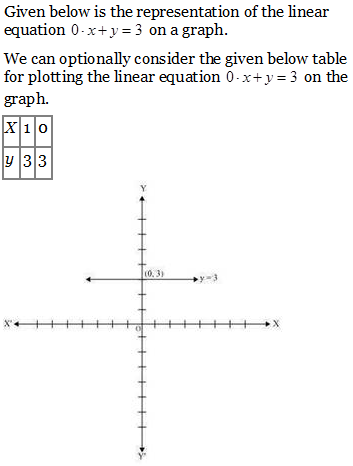 Given below is the representation of the linear
equation 0·x+y=3 on a graph.
We can optionally consider the given below table
for plotting the linear equation 0·x+y=3 on the
graph.
X 1 0
y 3 3
Y
(0, 3)
y=3
X'
0
X
Y'